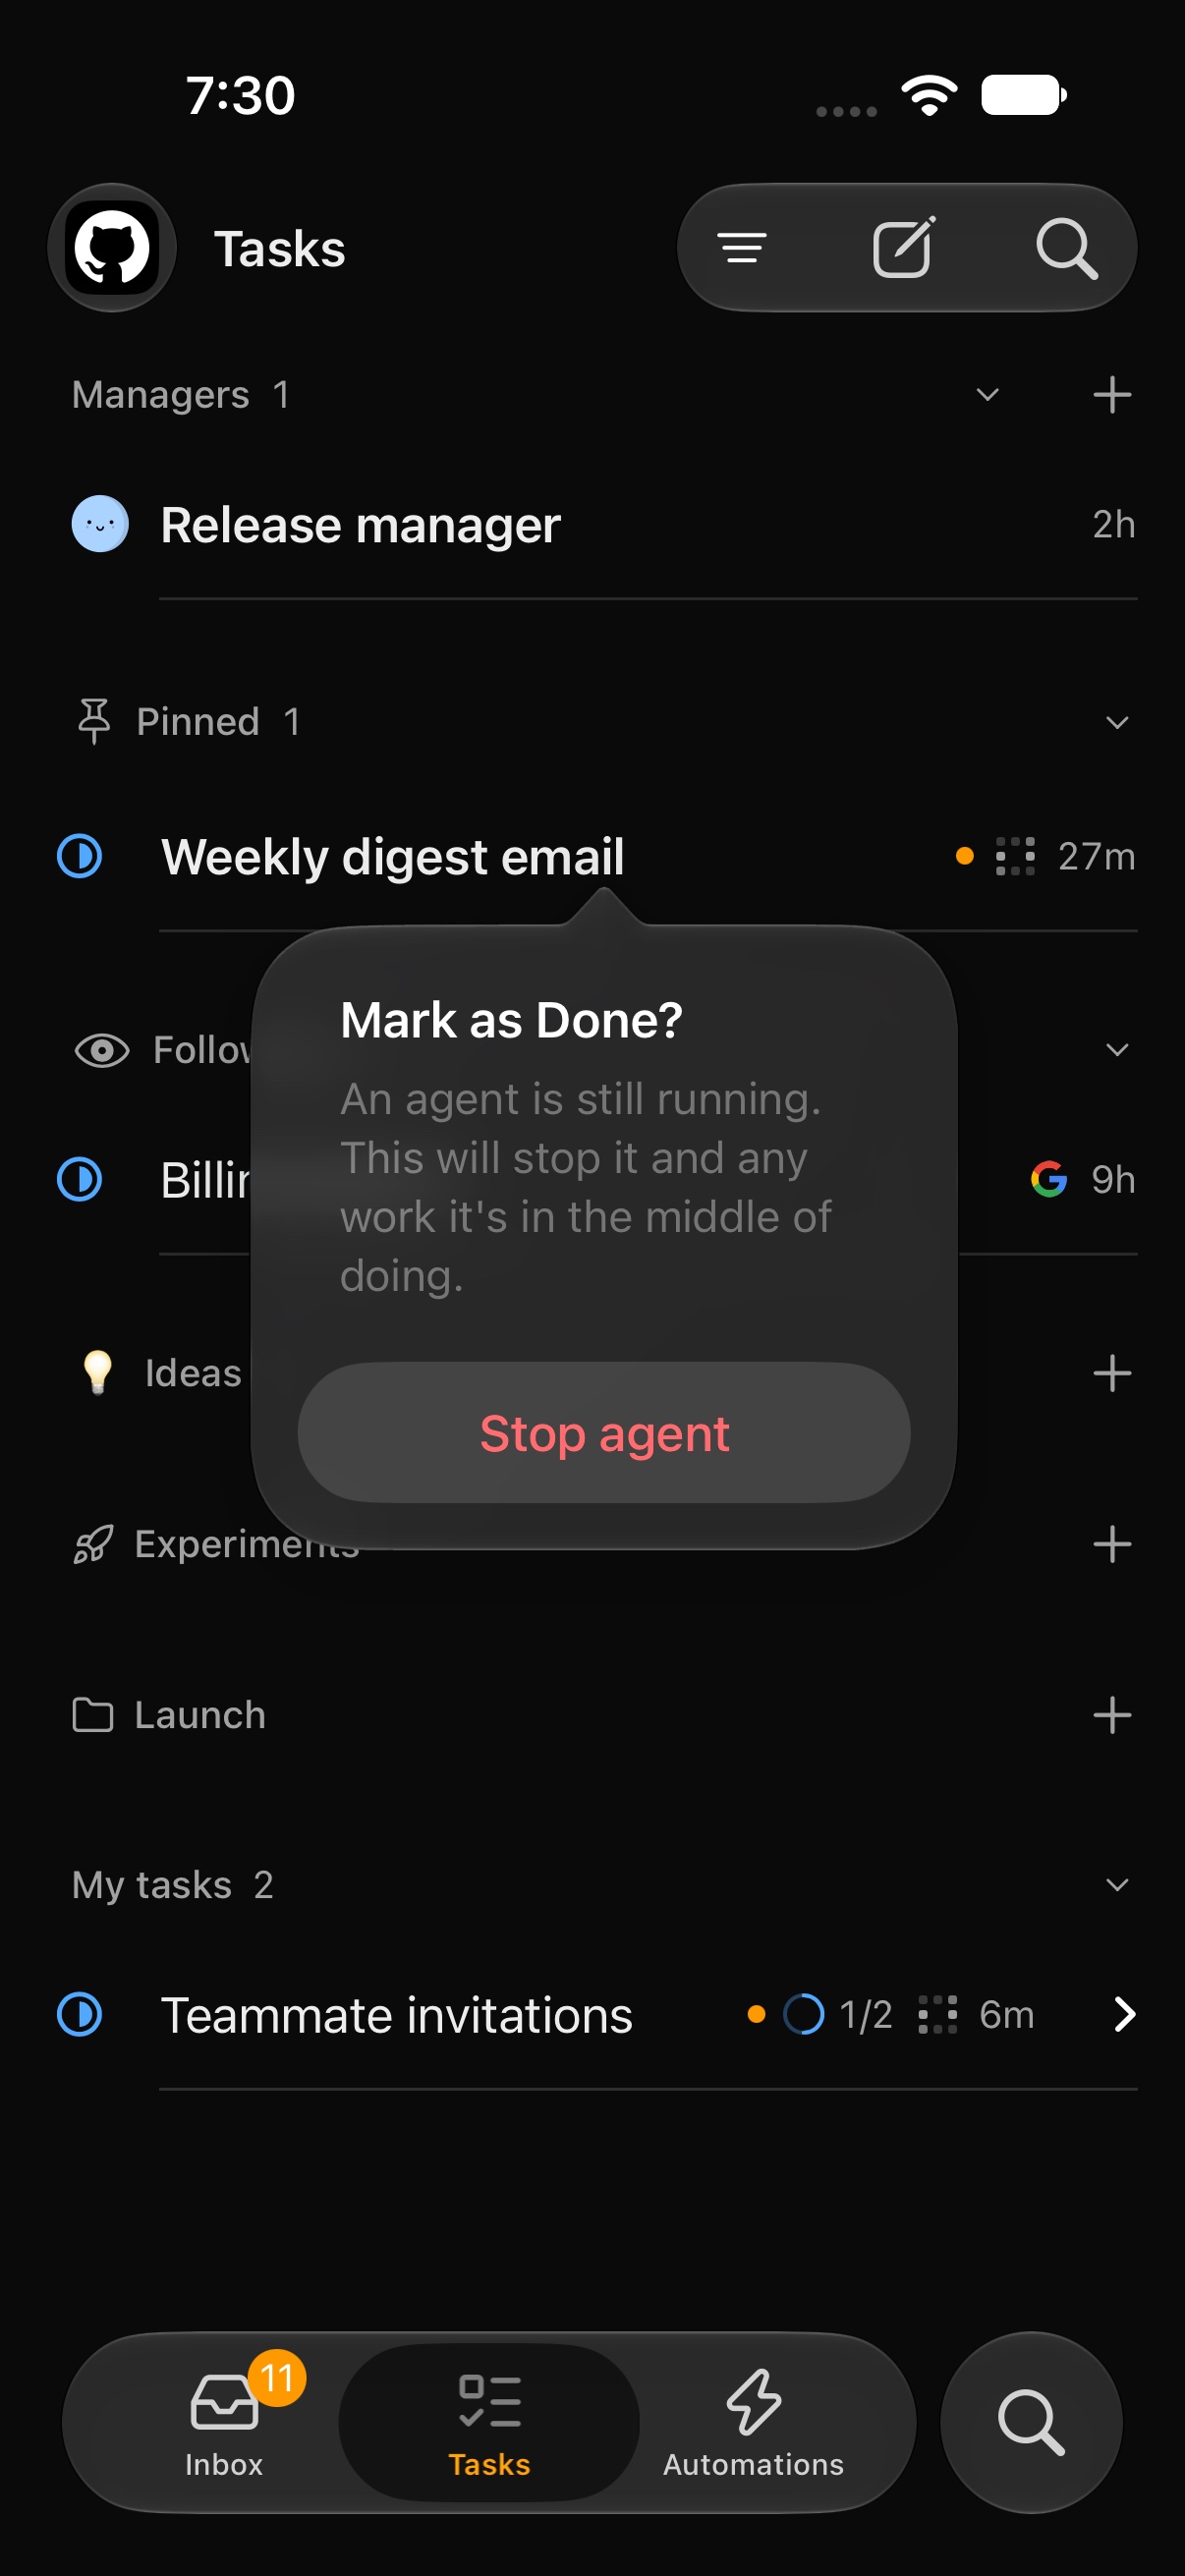 7:30
Tasks
Managers 1
Release manager 2h
Pinned 1
Weekly digest email 27m
Mark as Done?
An agent is still running.
This will stop it and any
work it's in the middle of
doing.
Stop agent
9h
Ideas
Experiments
Launch
My tasks 2
Teammate invitations 1/2 6m
11
Inbox
Tasks
Automations